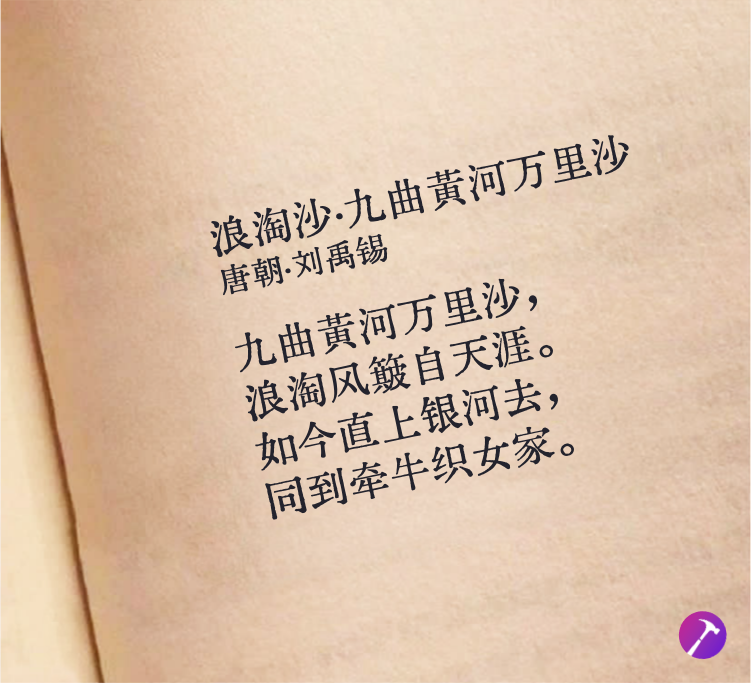 浪淘沙·九曲黄河万里沙
唐朝·刘禹锡
九曲黄河万里沙，
浪淘风簸自天涯。
如今直上银河去，
同到牵牛织女家。